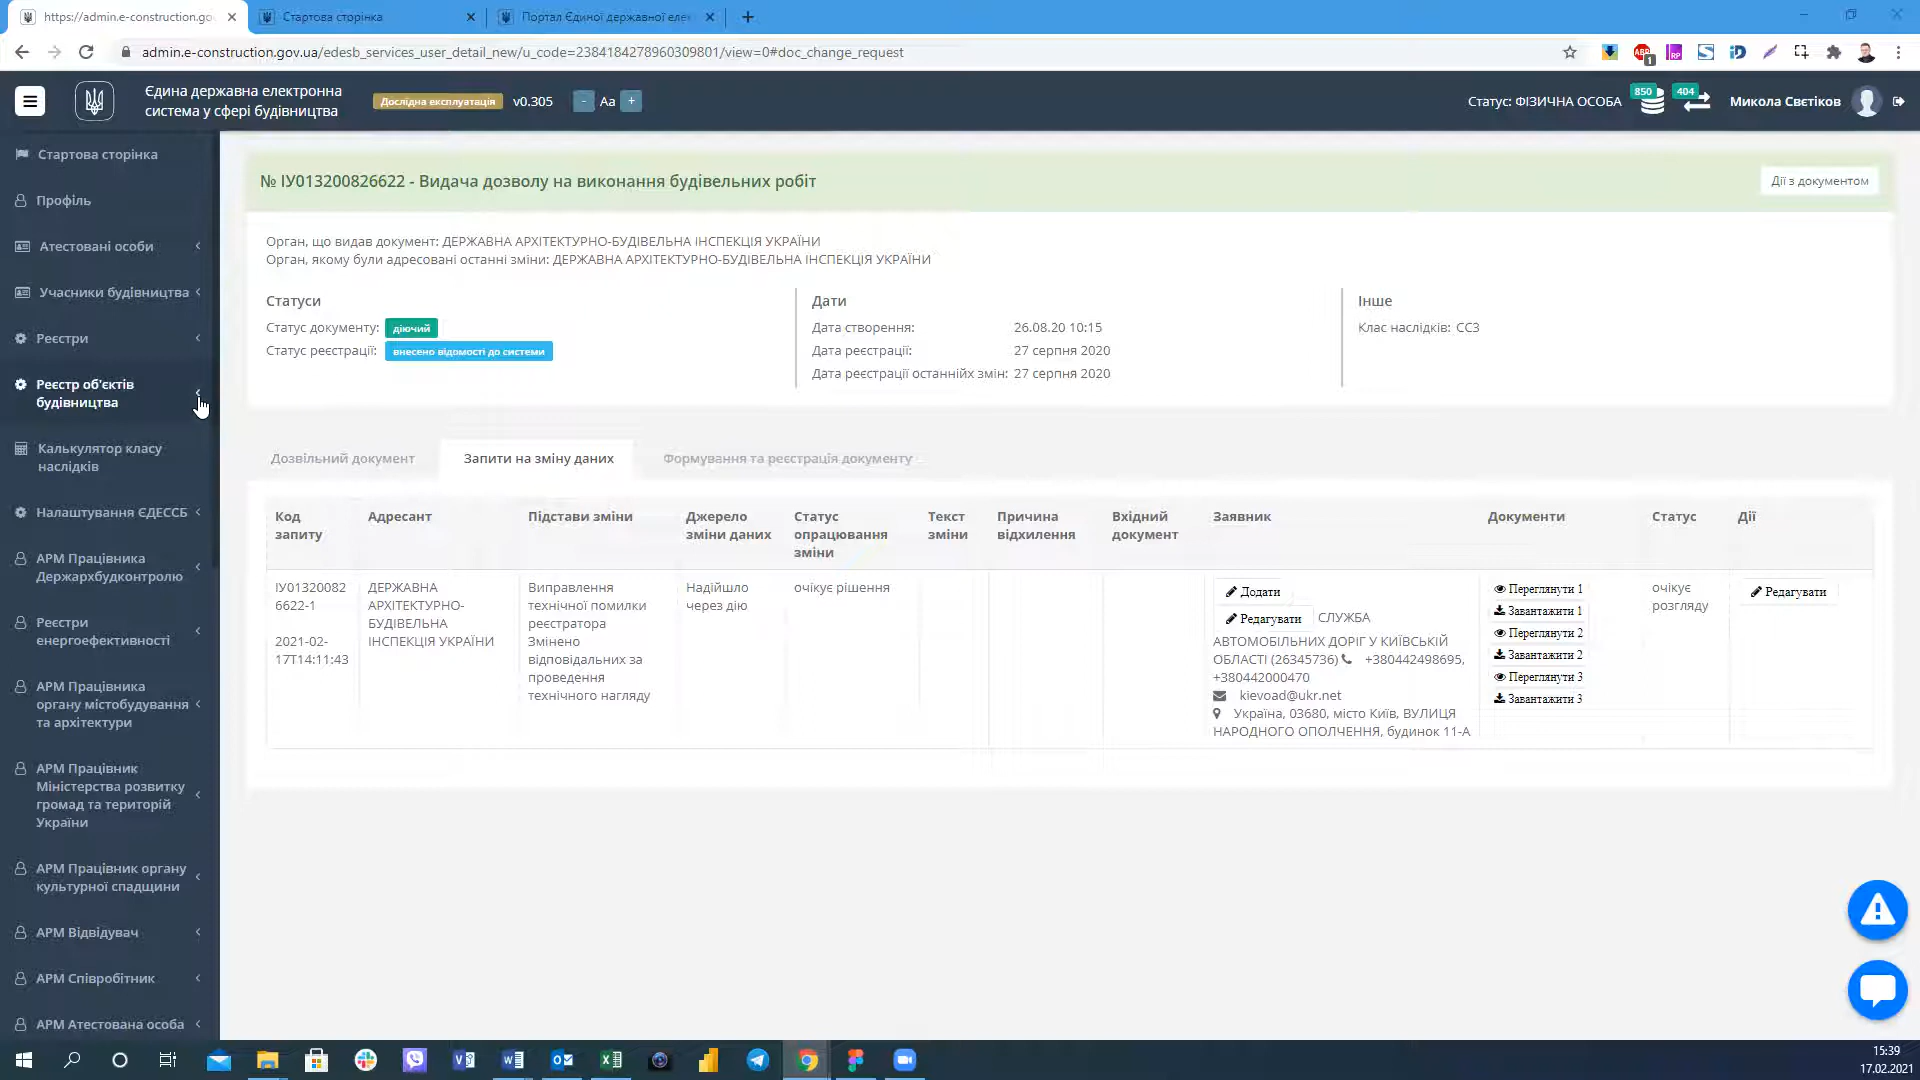 https://admin.e-construction.go
Стартова сторінка
Портал Єдиної державної еле
admin.e-construction.gov.ua/edesb_services_user_detail_new/u_code=2384184278960309801/view=0#doc_change_request
Єдина державна електронна
система у сфері будівництва
Дослідна експлуатація
v0.305
- Aa +
Статус: ФІЗИЧНА ОСОБА
850
404
Микола Свєтіков
Стартова сторінка
Профіль
Атестовані особи
Учасники будівництва
Реєстри
Реєстр об'єктів
будівництва
Калькулятор класу
наслідків
Налаштування ЄДЕССБ
АРМ Працівника
Держархбудконтролю
Реєстри
енергоефективності
АРМ Працівника
органу містобудування
та архітектури
АРМ Працівник
Міністерства розвитку
громад та територій
України
АРМ Працівник органу
культурної спадщини
АРМ Відвідувач
АРМ Співробітник
АРМ Атестована особа
№ ІУ013200826622 - Видача дозволу на виконання будівельних робіт
Дії з документом
Орган, що видав документ: ДЕРЖАВНА АРХІТЕКТУРНО-БУДІВЕЛЬНА ІНСПЕКЦІЯ УКРАЇНИ
Орган, якому були адресовані останні зміни: ДЕРЖАВНА АРХІТЕКТУРНО-БУДІВЕЛЬНА ІНСПЕКЦІЯ УКРАЇНИ
Статуси
Статус документу: діючий
Статус реєстрації: внесено відомості до системи
Дати
Дата створення: 26.08.20 10:15
Дата реєстрації: 27 серпня 2020
Дата реєстрації останнійх змін: 27 серпня 2020
Інше
Клас наслідків: СС3
Дозвільний документ
Запити на зміну даних
Формування та реєстрація документу
Код
запиту
Адресант
Підстави зміни
Джерело
зміни даних
Статус
опрацювання
зміни
Текст
зміни
Причина
відхилення
Вхідний
документ
Заявник
Документи
Статус
Дії
ІУ01320082
6622-1
2021-02-
17T14:11:43
ДЕРЖАВНА
АРХІТЕКТУРНО-
БУДІВЕЛЬНА
ІНСПЕКЦІЯ УКРАЇНИ
Виправлення
технічної помилки
реєстратора
Змінено
відповідальних за
проведення
технічного нагляду
Надійшло
через дію
очікує рішення
Додати
Редагувати СЛУЖБА
АВТОМОБІЛЬНИХ ДОРІГ У КИЇВСЬКІЙ
ОБЛАСТІ (26345736) +380442498695,
+380442000470
kievoad@ukr.net
Україна, 03680, місто Київ, ВУЛИЦЯ
НАРОДНОГО ОПОЛЧЕННЯ, будинок 11-А
Переглянути 1
Завантажити 1
Переглянути 2
Завантажити 2
Переглянути 3
Завантажити 3
очікує
розгляду
Редагувати
15:39
17.02.2021